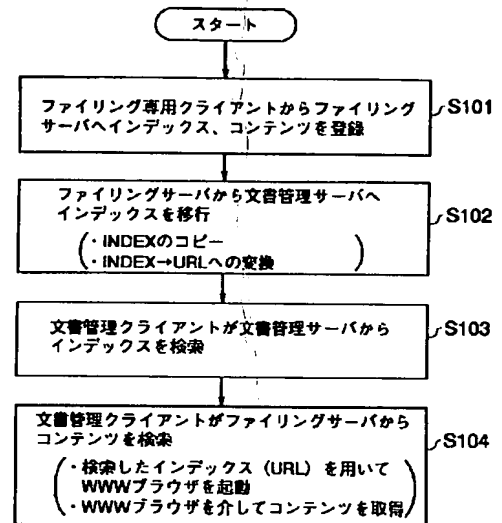 スタート
ファイリング専用クライアントからファイリング
サーバへインデックス、コンテンツを登録
S101
ファイリングサーバから文書管理サーバへ
インデックスを移行
・INDEXのコピー
・INDEX→URLへの変換
S102
文書管理クライアントが文書管理サーバから
インデックスを検索
S103
文書管理クライアントがファイリングサーバから
コンテンツを検索
・検索したインデックス（URL）を用いて
WWWブラウザを起動
・WWWブラウザを介してコンテンツを取得
S104